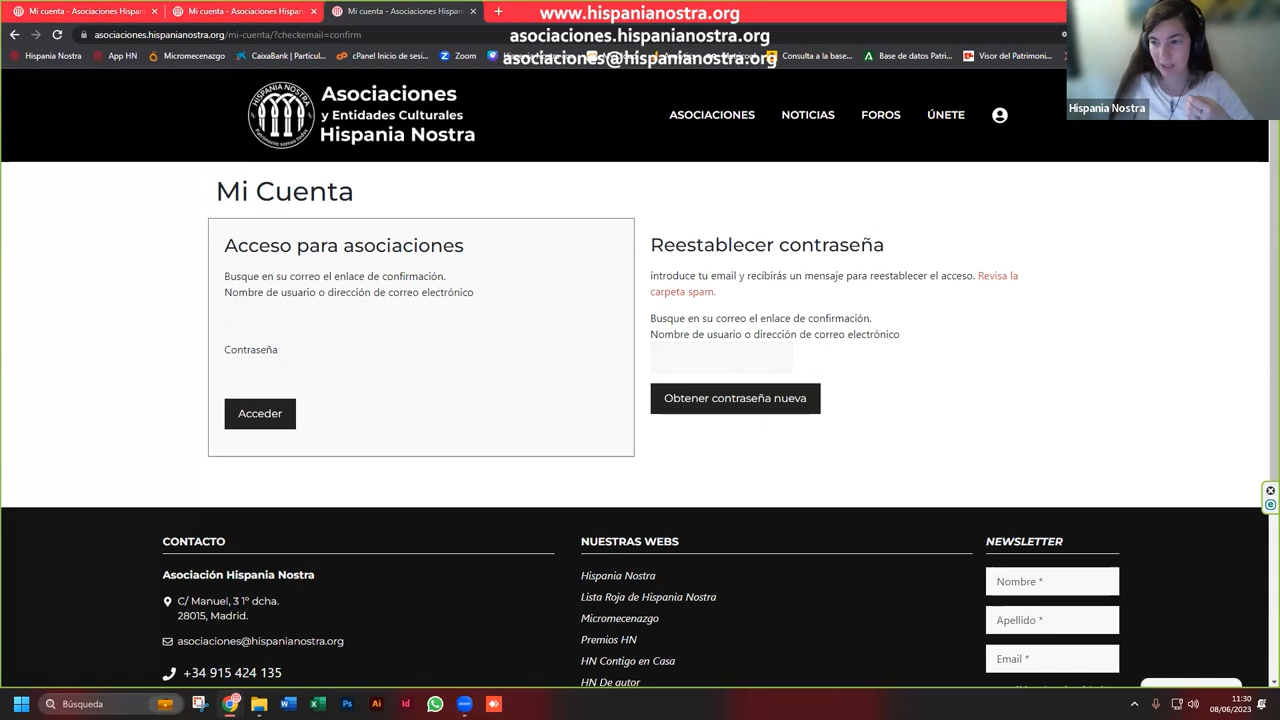 Mi cuenta - Asociaciones Hispani
Mi cuenta - Asociaciones Hispani
Mi cuenta - Asociaciones Hispani
www.hispanianostra.org
asociaciones.hispanianostra.org/mi-cuenta/?checkemail=confirm
asociaciones.hispanianostra.org
Hispania Nostra
App HN
Micromecenazgo
CaixaBank | Particul...
cPanel Inicio de sesi...
Zoom
asociaciones@hispanianostra.org
Consulta a la base...
Base de datos Patri...
Visor del Patrimoni...
HISPANIA NOSTRA
Asociaciones
y Entidades Culturales
Hispania Nostra
ASOCIACIONES
NOTICIAS
FOROS
ÚNETE
Hispania Nostra
Mi Cuenta
Acceso para asociaciones
Busque en su correo el enlace de confirmación.
Nombre de usuario o dirección de correo electrónico
Contraseña
Acceder
Reestablecer contraseña
introduce tu email y recibirás un mensaje para reestablecer el acceso. Revisa la
carpeta spam.
Busque en su correo el enlace de confirmación.
Nombre de usuario o dirección de correo electrónico
Obtener contraseña nueva
CONTACTO
Asociación Hispania Nostra
C/ Manuel, 3 1º dcha.
28015, Madrid.
asociaciones@hispanianostra.org
+34 915 424 135
NUESTRAS WEBS
Hispania Nostra
Lista Roja de Hispania Nostra
Micromecenazgo
Premios HN
HN Contigo en Casa
HN De autor
NEWSLETTER
Nombre *
Apellido *
Email *
Búsqueda
11:30
08/06/2023